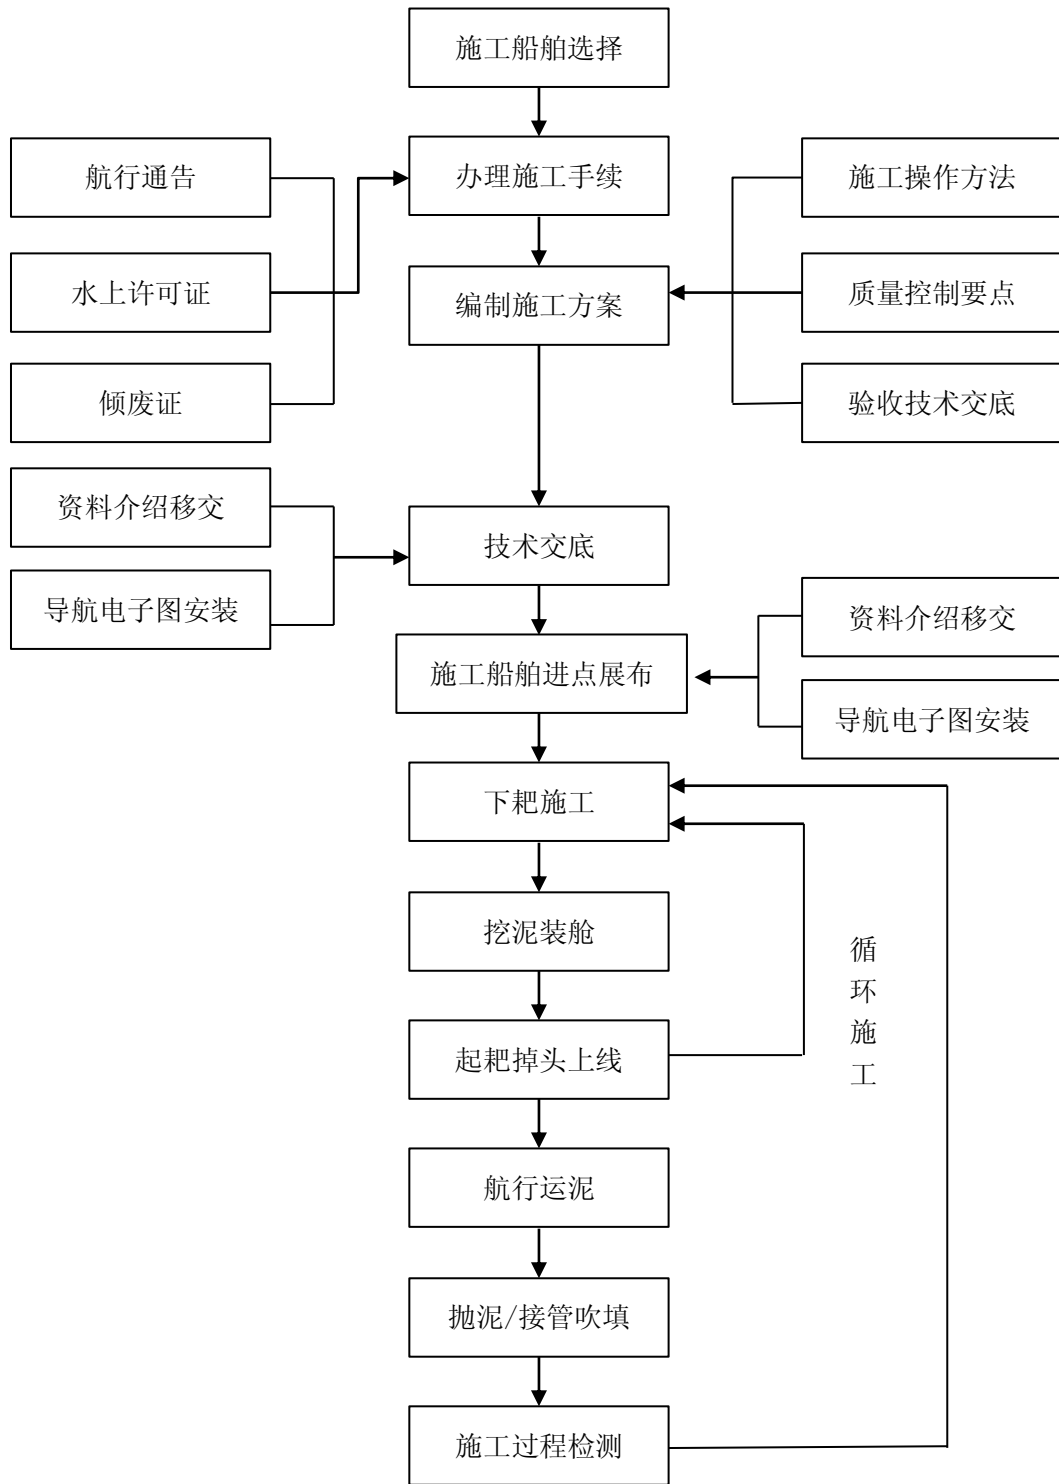 施工船舶选择
航行通告
办理施工手续
施工操作方法
水上许可证
编制施工方案
质量控制要点
倾废证
验收技术交底
资料介绍移交
技术交底
导航电子图安装
资料介绍移交
施工船舶进点展布
导航电子图安装
下耙施工
挖泥装舱
循
环
施
工
起耙掉头上线
航行运泥
抛泥/接管吹填
施工过程检测